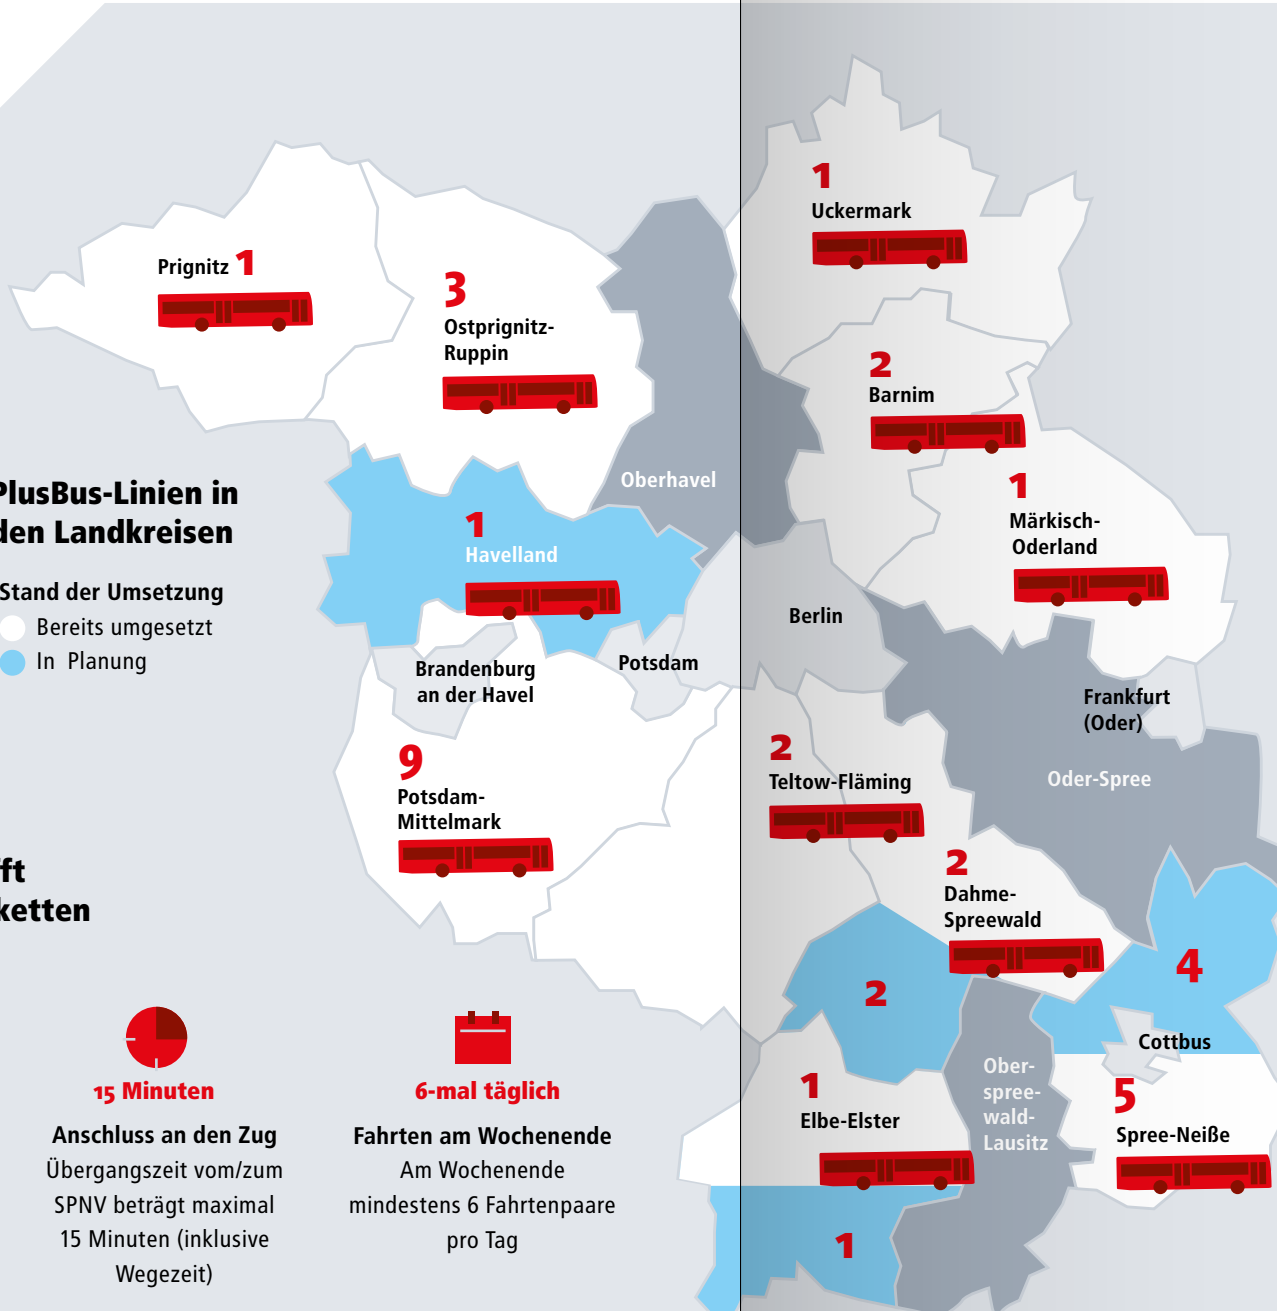 1
Uckermark
Prignitz 1
3
Ostprignitz-
Ruppin
2
Barnim
Oberhavel
PlusBus-Linien in
den Landkreisen
1
Märkisch-
Oderland
1
Havelland
Stand der Umsetzung
Bereits umgesetzt
In Planung
Berlin
Brandenburg
an der Havel
Potsdam
Frankfurt
(Oder)
9
Potsdam-
Mittelmark
2
Teltow-Fläming
Oder-Spree
2
Dahme-
Spreewald
fft
ketten
2
4
Cottbus
Ober-
spree-
wald-
Lausitz
1
Elbe-Elster
5
Spree-Neiße
1
15 Minuten
Anschluss an den Zug
Übergangszeit vom/zum
SPNV beträgt maximal
15 Minuten (inklusive
Wegezeit)
6-mal täglich
Fahrten am Wochenende
Am Wochenende
mindestens 6 Fahrtenpaare
pro Tag